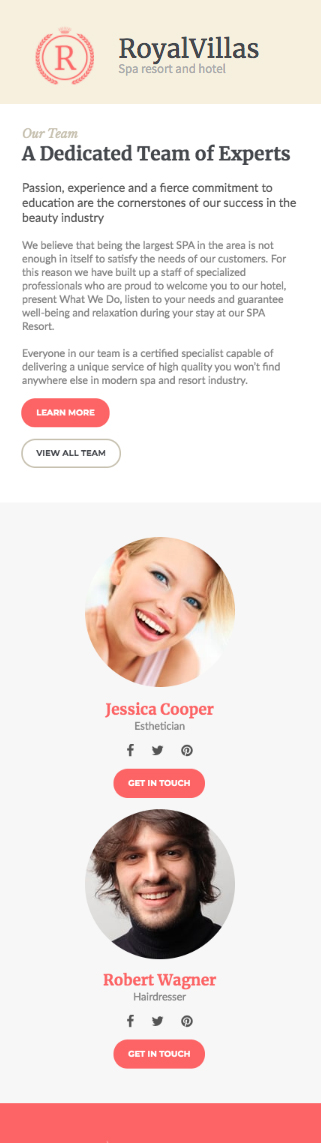 R
RoyalVillas
Spa resort and hotel
Our Team
A Dedicated Team of Experts
Passion, experience and a fierce commitment to
education are the cornerstones of our success in the
beauty industry
We believe that being the largest SPA in the area is not
enough in itself to satisfy the needs of our customers. For
this reason we have built up a staff of specialized
professionals who are proud to welcome you to our hotel,
present What We Do, listen to your needs and guarantee
well-being and relaxation during your stay at our SPA
Resort.
Everyone in our team is a certified specialist capable of
delivering a unique service of high quality you won't find
anywhere else in modern spa and resort industry.
LEARN MORE
VIEW ALL TEAM
Jessica Cooper
Esthetician
GET IN TOUCH
Robert Wagner
Hairdresser
GET IN TOUCH